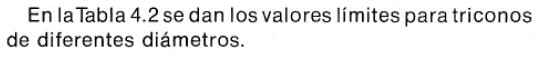 En la Tabla 4.2 se dan los valores límites para triconos
de diferentes diámetros.